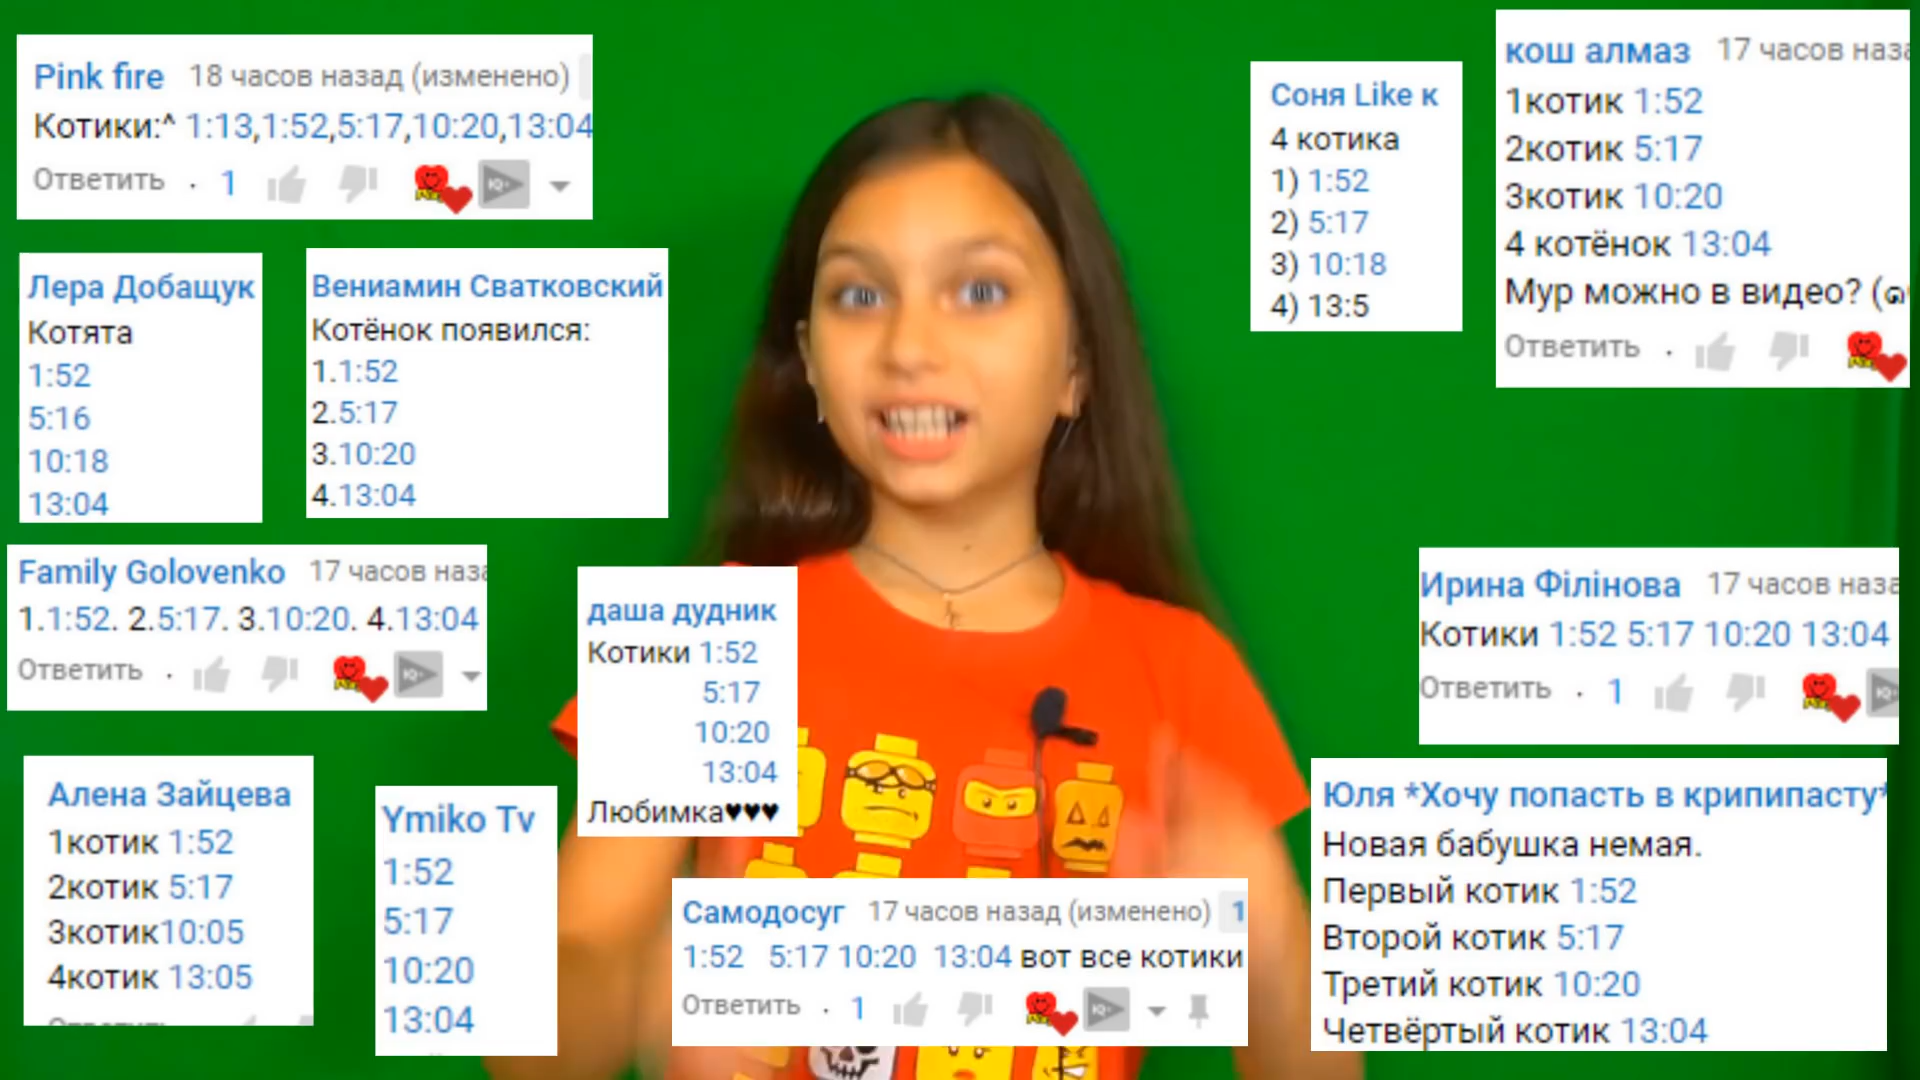 Pink fire 18 часов назад (изменено)
Котики:^ 1:13,1:52,5:17,10:20,13:04
Ответить · 1
Лера Добащук
Котята
1:52
5:16
10:18
13:04
Вениамин Сватковский
Котёнок появился:
1.1:52
2.5:17
3.10:20
4.13:04
Соня Like к
4 котика
1) 1:52
2) 5:17
3) 10:18
4) 13:5
кош алмаз 17 часов наза
1котик 1:52
2котик 5:17
3котик 10:20
4 котёнок 13:04
Мур можно в видео? (
Ответить ·
Family Golovenko 17 часов наза
1.1:52. 2.5:17. 3.10:20. 4.13:04
Ответить ·
даша дудник
Котики 1:52
5:17
10:20
13:04
Любимка♥♥♥
Ирина Філінова 17 часов наза
Котики 1:52 5:17 10:20 13:04
Ответить · 1
Алена Зайцева
1котик 1:52
2котик 5:17
3котик10:05
4котик 13:05
Ymiko Tv
1:52
5:17
10:20
13:04
Самодосуг 17 часов назад (изменено) 1
1:52 5:17 10:20 13:04 вот все котики
Ответить · 1
Юля *Хочу попасть в крипипасту*
Новая бабушка немая.
Первый котик 1:52
Второй котик 5:17
Третий котик 10:20
Четвёртый котик 13:04